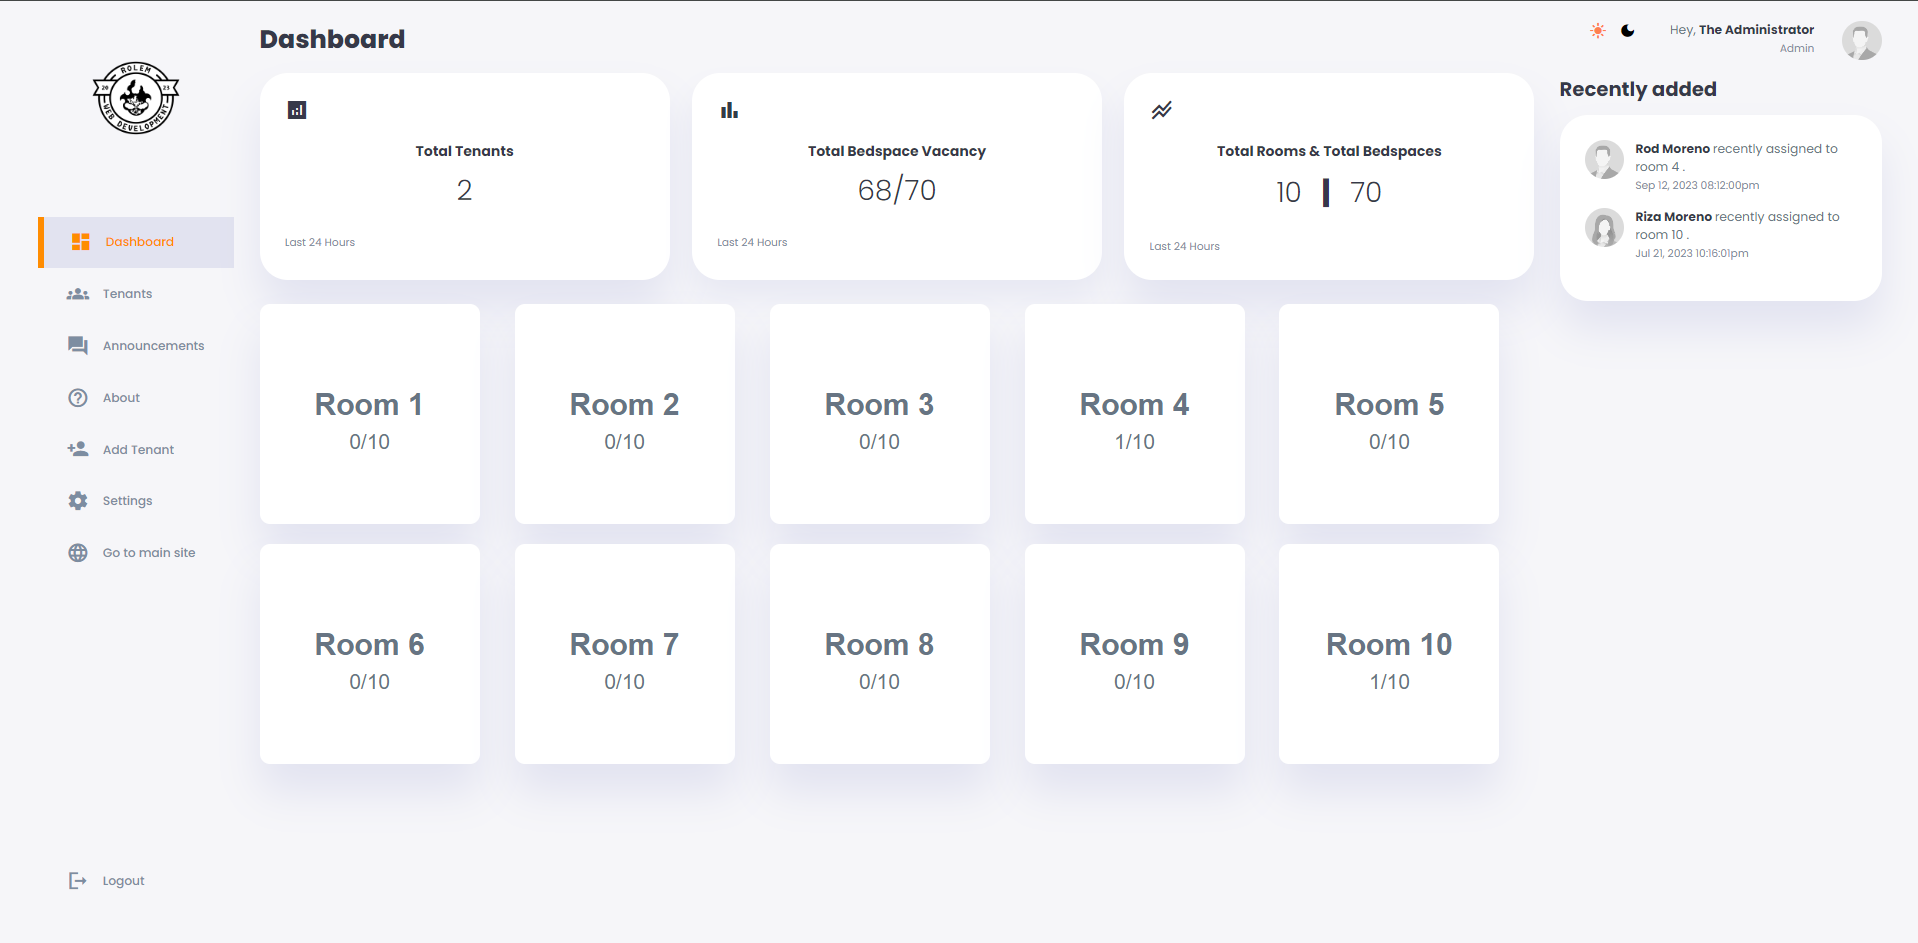 ROLEM
20 23
WEB DEVELOPMENT
Dashboard
Tenants
Announcements
About
Add Tenant
Settings
Go to main site
Logout
Dashboard
Total Tenants
2
Last 24 Hours
Total Bedspace Vacancy
68/70
Last 24 Hours
Total Rooms & Total Bedspaces
10 | 70
Last 24 Hours
Room 1
0/10
Room 2
0/10
Room 3
0/10
Room 4
1/10
Room 5
0/10
Room 6
0/10
Room 7
0/10
Room 8
0/10
Room 9
0/10
Room 10
1/10
Hey, The Administrator
Admin
Recently added
Rod Moreno recently assigned to
room 4 .
Sep 12, 2023 08:12:00pm
Riza Moreno recently assigned to
room 10 .
Jul 21, 2023 10:16:01pm